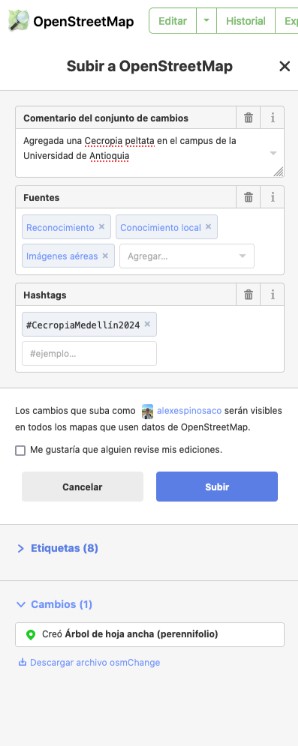 OpenStreetMap Editar Historial Ex
Subir a OpenStreetMap
Comentario del conjunto de cambios
Agregada una Cecropia peltata en el campus de la
Universidad de Antioquia
Fuentes
Reconocimiento Conocimiento local
Imágenes aéreas Agregar...
Hashtags
#CecropiaMedellín2024
#ejemplo...
Los cambios que suba como alexespinosaco serán visibles
en todos los mapas que usen datos de OpenStreetMap.
Me gustaría que alguien revise mis ediciones.
Cancelar Subir
Etiquetas (8)
Cambios (1)
Creó Árbol de hoja ancha (perennifolio)
Descargar archivo osmChange